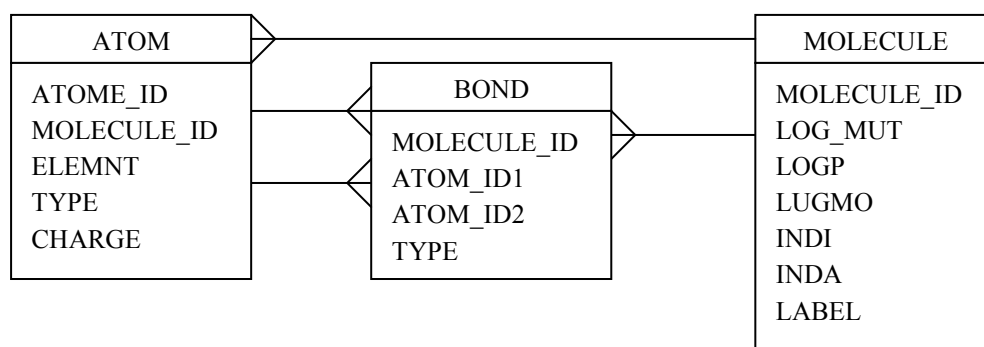 ATOM
ATOME_ID
MOLECULE_ID
ELEMNT
TYPE
CHARGE
BOND
MOLECULE_ID
ATOM_ID1
ATOM_ID2
TYPE
MOLECULE
MOLECULE_ID
LOG_MUT
LOGP
LUGMO
INDI
INDA
LABEL